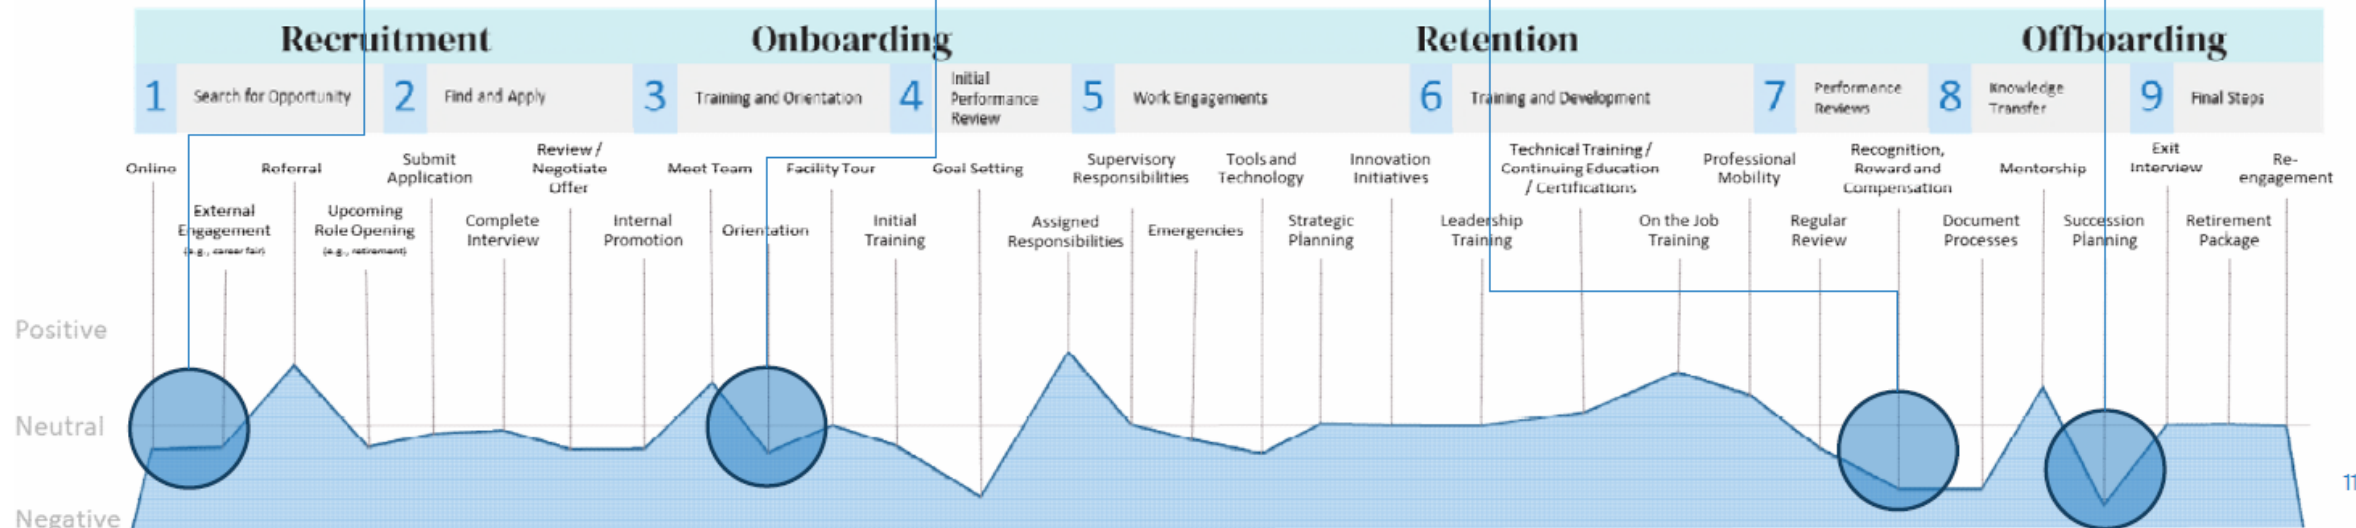 Recruitment
Onboarding
Retention
Offboarding
1
Search for Opportunity
2
Find and Apply
3
Training and Orientation
4
Initial
Performance
Review
5
Work Engagements
6
Training and Development
7
Performance
Reviews
8
Knowledge
Transfer
9
Final Steps
Online
External
Engagement
(e.g., career fair)
Referral
Upcoming
Role Opening
(e.g., retirement)
Submit
Application
Complete
Interview
Review /
Negotiate
Offer
Internal
Promotion
Meet Team
Orientation
Facility Tour
Initial
Training
Goal Setting
Assigned
Responsibilities
Supervisory
Responsibilities
Emergencies
Tools and
Technology
Strategic
Planning
Innovation
Initiatives
Leadership
Training
Technical Training /
Continuing Education
/ Certifications
On the Job
Training
Professional
Mobility
Regular
Review
Recognition,
Reward and
Compensation
Document
Processes
Mentorship
Succession
Planning
Exit
Interview
Retirement
Package
Re-
engagement
Positive
Neutral
Negative
11